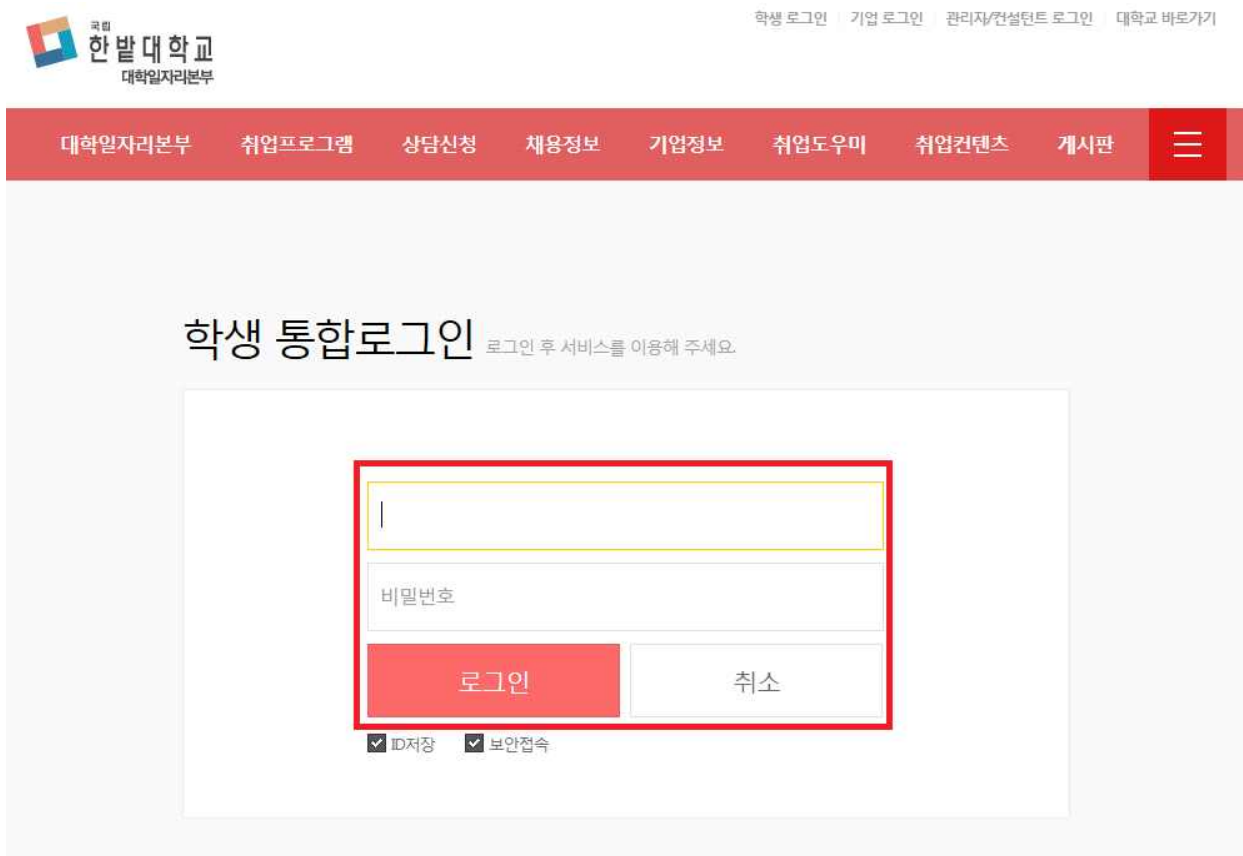 국립
한밭대학교
대학일자리본부
학생 로그인 기업 로그인 관리자/컨설턴트 로그인 대학교 바로가기
대학일자리본부 취업프로그램 상담신청 채용정보 기업정보 취업도우미 취업컨텐츠 게시판
학생 통합로그인 로그인 후 서비스를 이용해 주세요.
비밀번호
로그인 취소
ID저장 보안접속